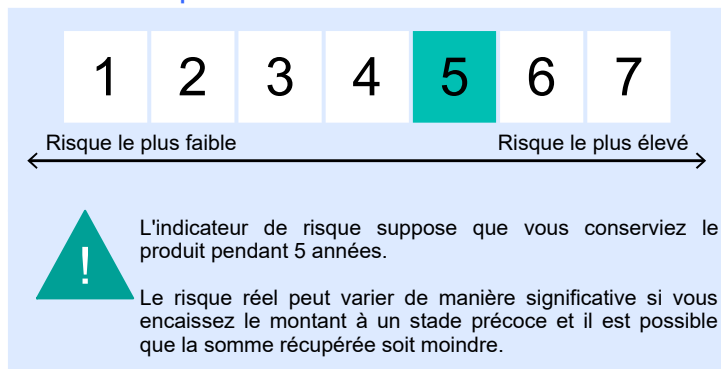 1 2 3 4 5 6 7
Risque le plus faible Risque le plus élevé
!
L'indicateur de risque suppose que vous conserviez le
produit pendant 5 années.
Le risque réel peut varier de manière significative si vous
encaissez le montant à un stade précoce et il est possible
que la somme récupérée soit moindre.